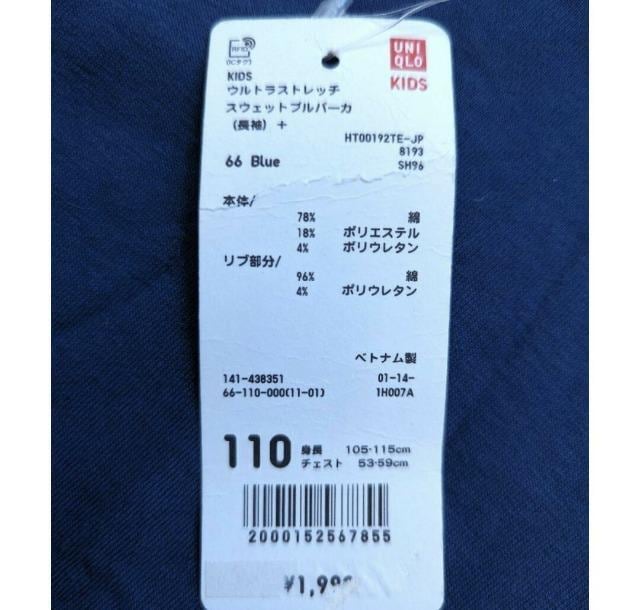 RFID
(ICタグ)
UNI
QLO
KIDS
KIDS
ウルトラストレッチ
スウェットプルパーカ
(長袖) +
HT00192TE-JP
8193
SH96
66 Blue
本体/
78% 綿
18% ポリエステル
4% ポリウレタン
リブ部分/
96% 綿
4% ポリウレタン
ベトナム製
141-438351 01-14-
66-110-000(11-01) 1H007A
110 身長 105-115cm
チェスト 53-59cm
2000152567855